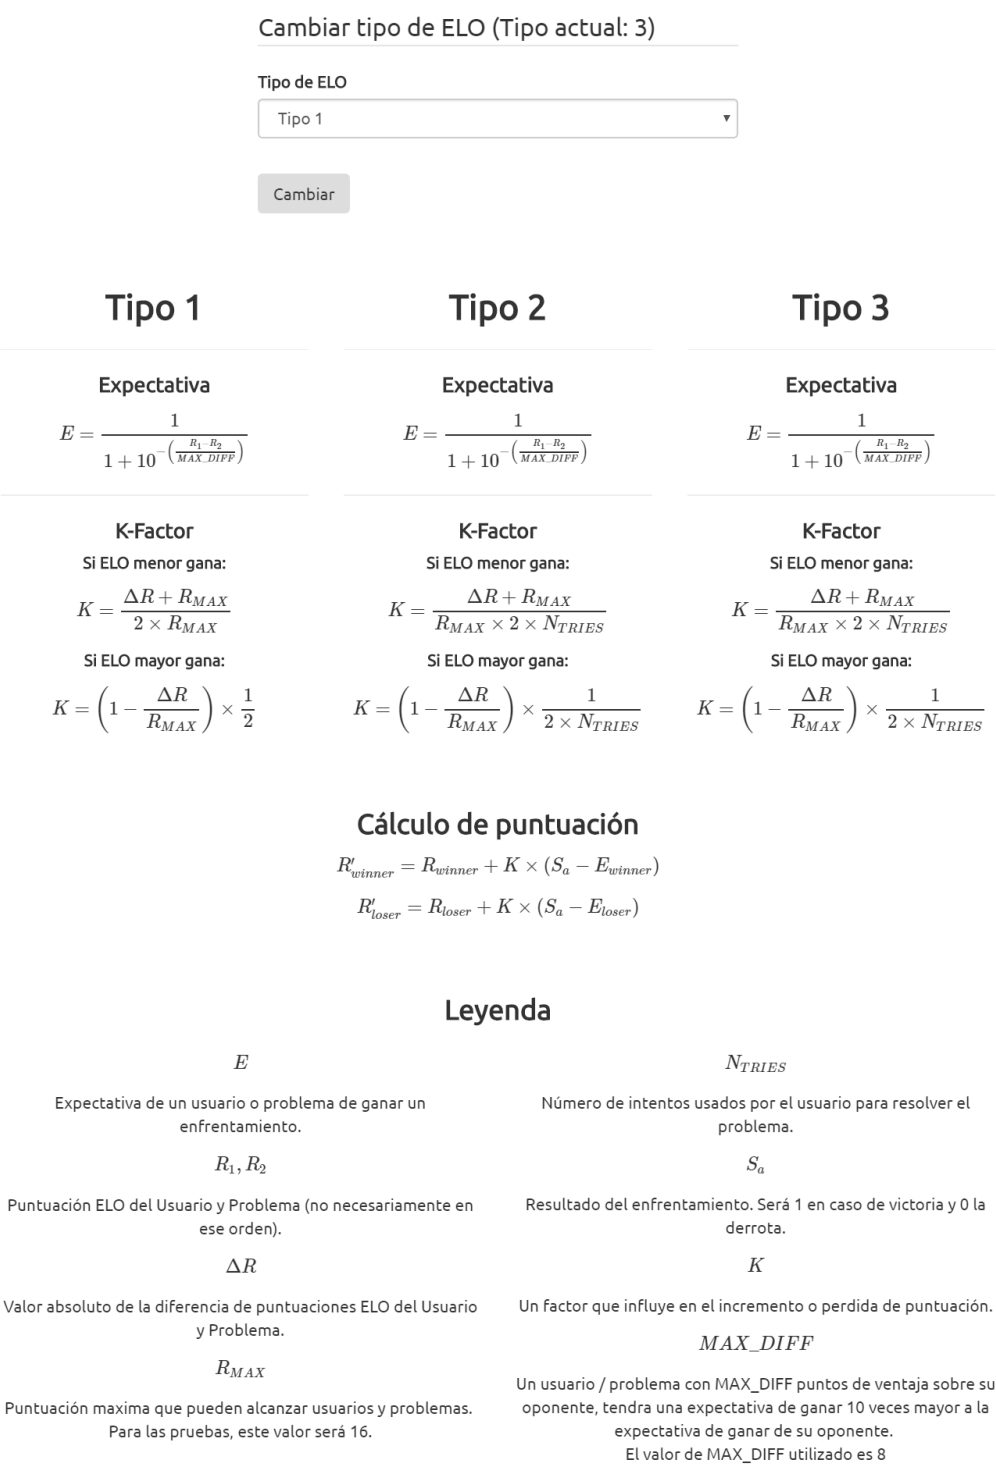 Cambiar tipo de ELO (Tipo actual: 3)
Tipo de ELO
Tipo 1
Cambiar
Tipo 1
Expectativa
E = 1 / (1 + 10^−((R₁−R₂)/MAX_DIFF))
K-Factor
Si ELO menor gana:
K = (ΔR + R_MAX) / (2 × R_MAX)
Si ELO mayor gana:
K = (1 − ΔR/R_MAX) × 1/2
Tipo 2
Expectativa
E = 1 / (1 + 10^−((R₁−R₂)/MAX_DIFF))
K-Factor
Si ELO menor gana:
K = (ΔR + R_MAX) / (R_MAX × 2 × N_TRIES)
Si ELO mayor gana:
K = (1 − ΔR/R_MAX) × 1/(2 × N_TRIES)
Tipo 3
Expectativa
E = 1 / (1 + 10^−((R₁−R₂)/MAX_DIFF))
K-Factor
Si ELO menor gana:
K = (ΔR + R_MAX) / (R_MAX × 2 × N_TRIES)
Si ELO mayor gana:
K = (1 − ΔR/R_MAX) × 1/(2 × N_TRIES)
Cálculo de puntuación
R′_winner = R_winner + K × (S_a − E_winner)
R′_loser = R_loser + K × (S_a − E_loser)
Leyenda
E
Expectativa de un usuario o problema de ganar un
enfrentamiento.
R₁, R₂
Puntuación ELO del Usuario y Problema (no necesariamente en
ese orden).
ΔR
Valor absoluto de la diferencia de puntuaciones ELO del Usuario
y Problema.
R_MAX
Puntuación maxima que pueden alcanzar usuarios y problemas.
Para las pruebas, este valor será 16.
N_TRIES
Número de intentos usados por el usuario para resolver el
problema.
S_a
Resultado del enfrentamiento. Será 1 en caso de victoria y 0 la
derrota.
K
Un factor que influye en el incremento o perdida de puntuación.
MAX_DIFF
Un usuario / problema con MAX_DIFF puntos de ventaja sobre su
oponente, tendra una expectativa de ganar 10 veces mayor a la
expectativa de ganar de su oponente.
El valor de MAX_DIFF utilizado es 8